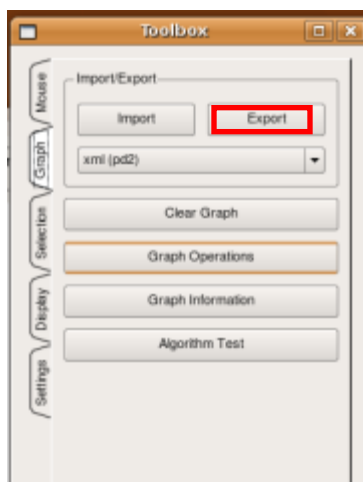 Toolbox
Mouse
Graph
Selection
Display
Settings
Import/Export
Import
Export
xml (pd2)
Clear Graph
Graph Operations
Graph Information
Algorithm Test